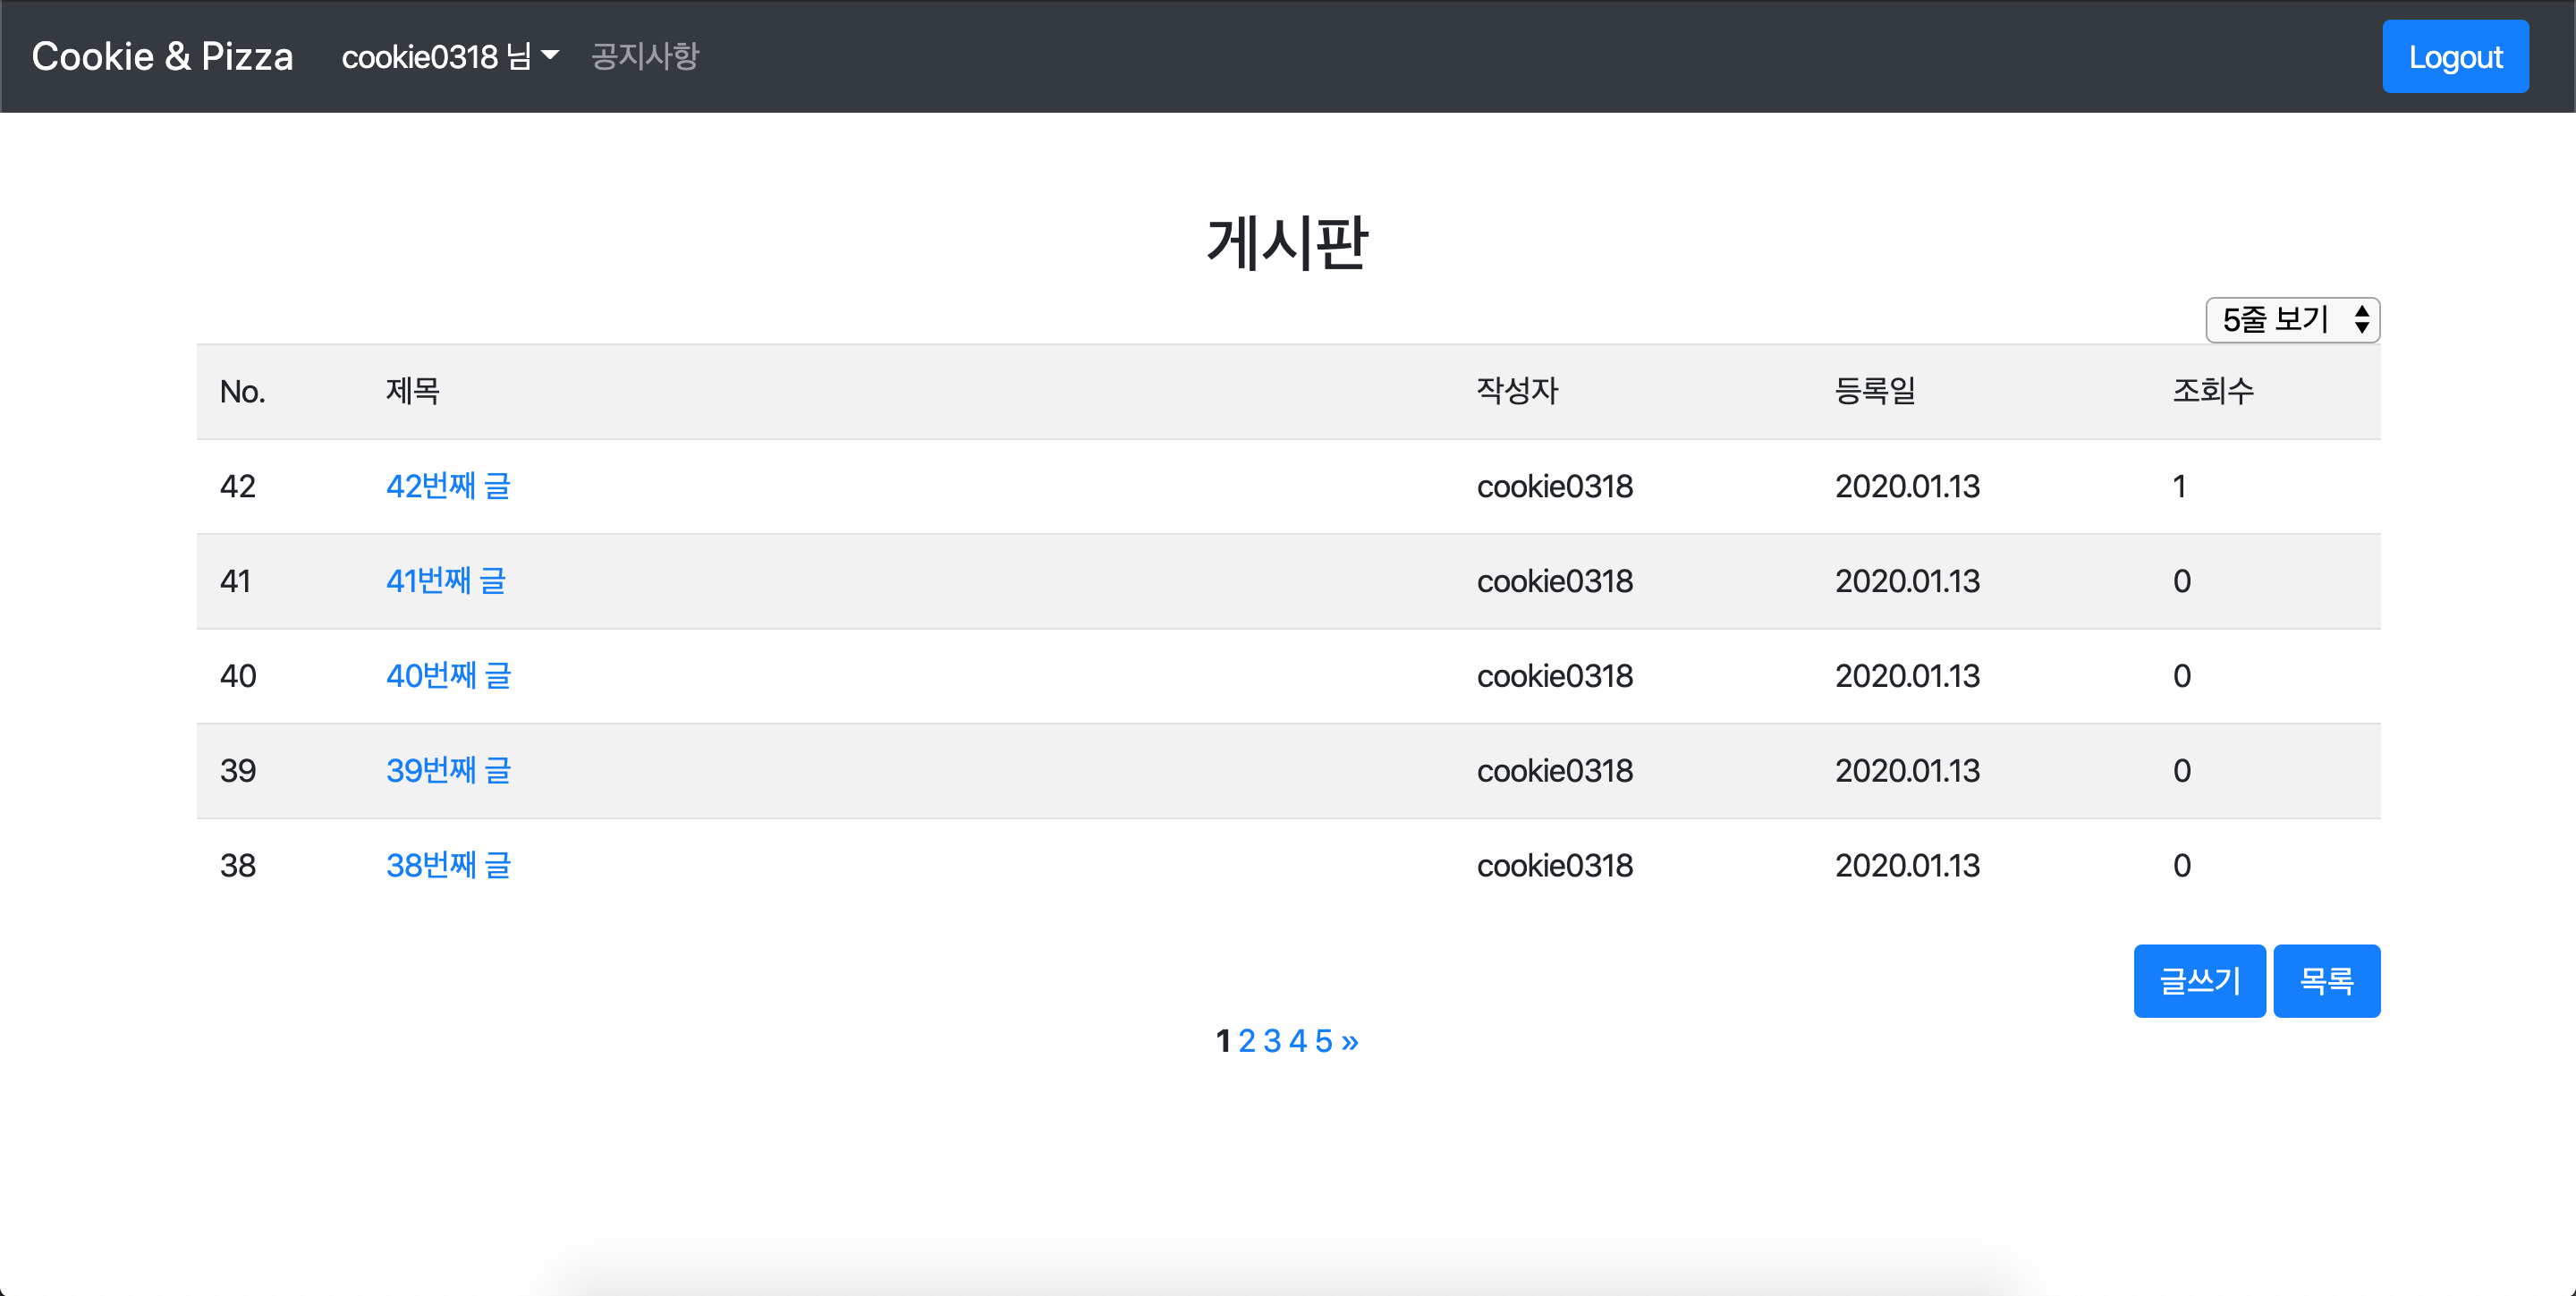 Cookie & Pizza cookie0318 님 공지사항 Logout
게시판
5줄 보기
No. 제목 작성자 등록일 조회수
42 42번째 글 cookie0318 2020.01.13 1
41 41번째 글 cookie0318 2020.01.13 0
40 40번째 글 cookie0318 2020.01.13 0
39 39번째 글 cookie0318 2020.01.13 0
38 38번째 글 cookie0318 2020.01.13 0
글쓰기 목록
1 2 3 4 5 »